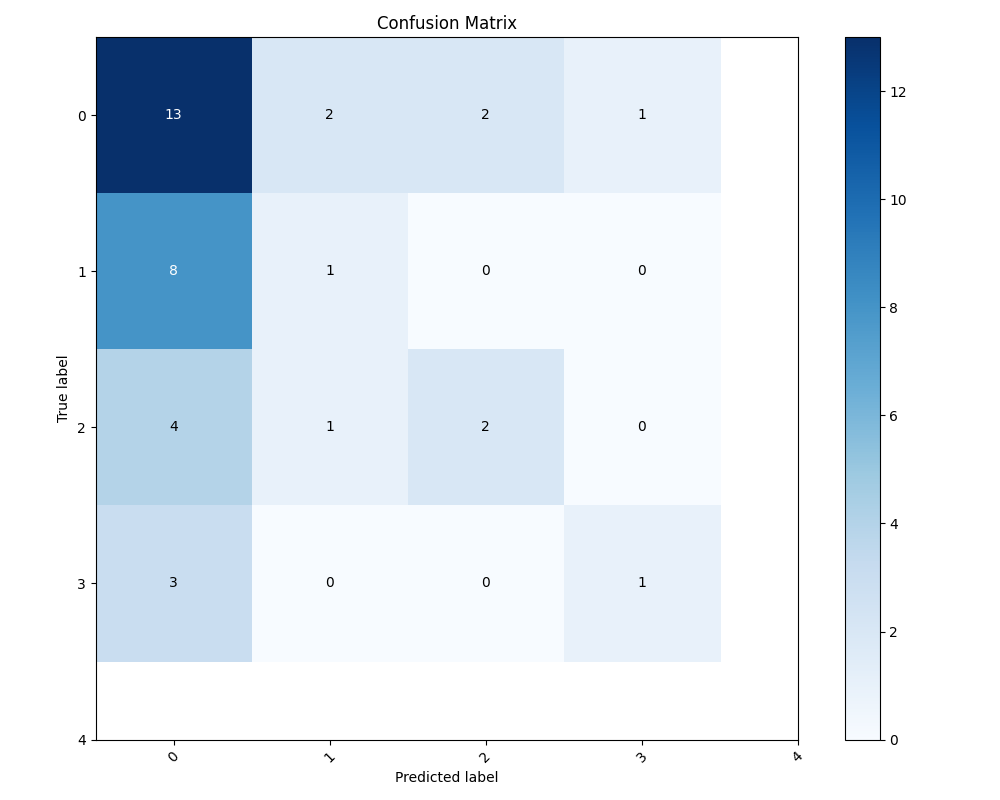 Confusion Matrix
0 13 2 2 1
1 8 1 0 0
2 4 1 2 0
3 3 0 0 1
4
0 1 2 3 4
True label
Predicted label
12
10
8
6
4
2
0